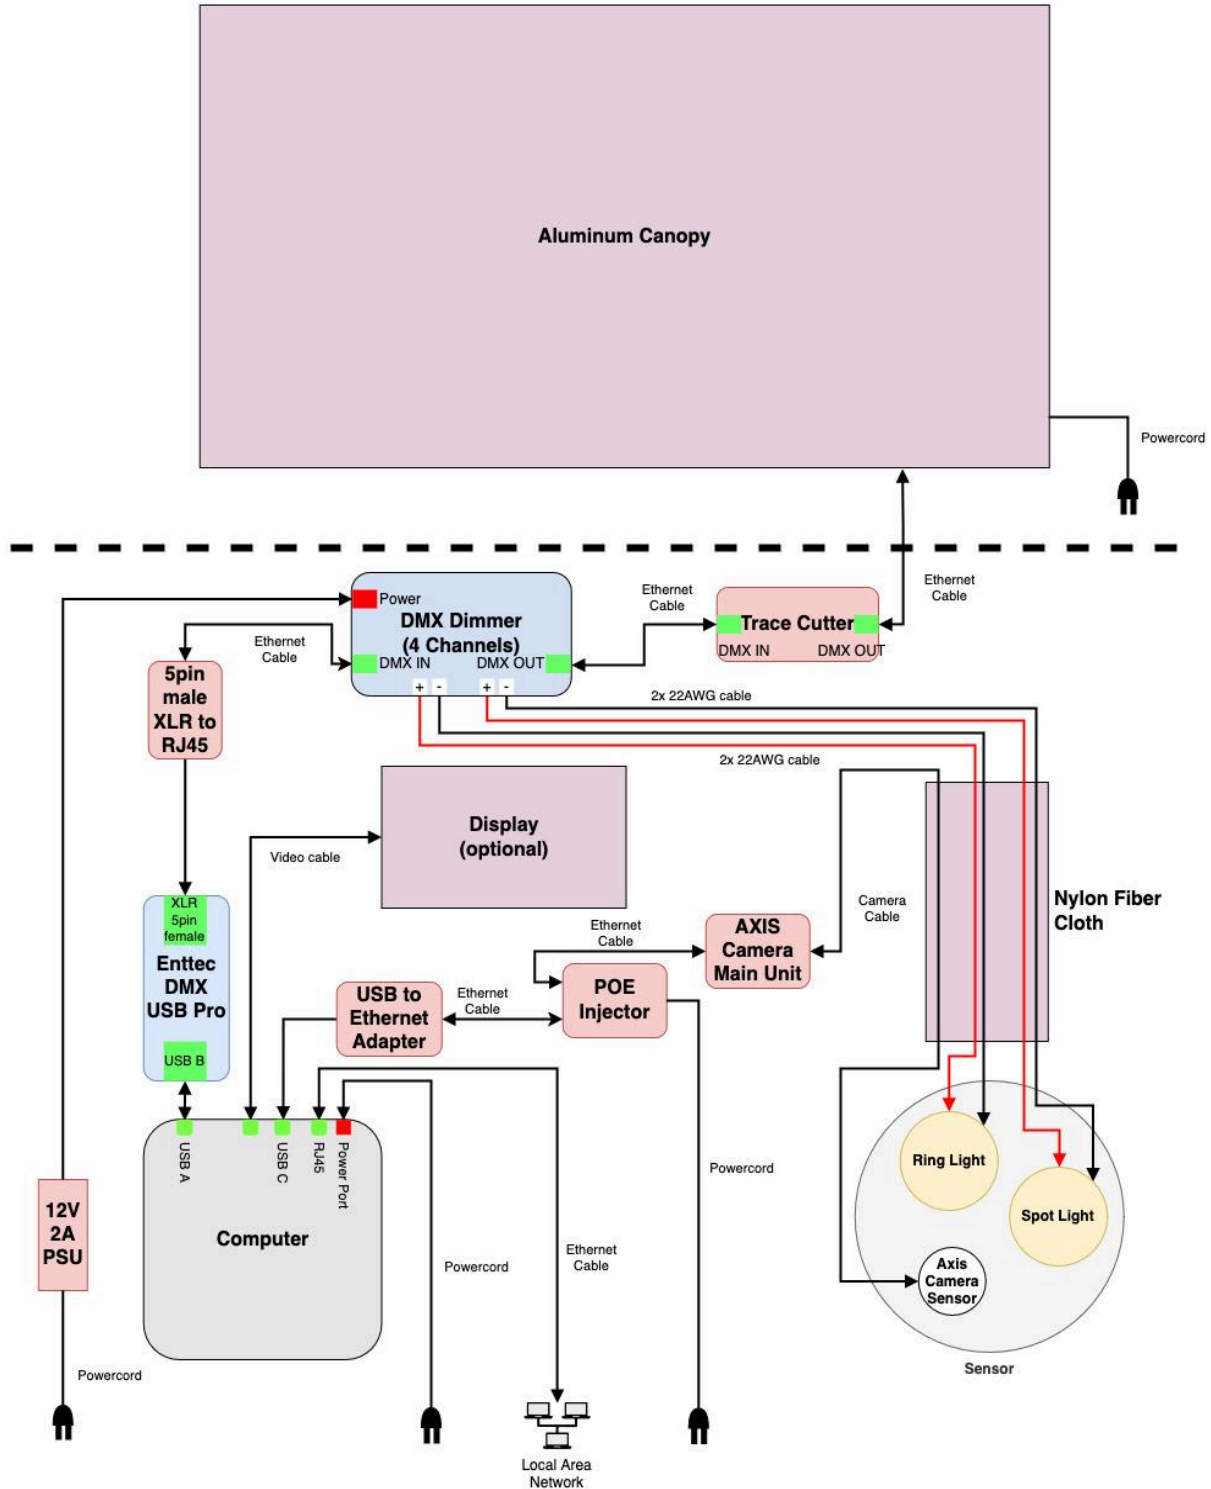 Aluminum Canopy
Powercord
Ethernet
Cable
Ethernet
Cable
Power
DMX Dimmer
(4 Channels)
DMX IN
DMX OUT
+
-
+
-
Trace Cutter
DMX IN
DMX OUT
Ethernet
Cable
5pin
male
XLR to
RJ45
2x 22AWG cable
2x 22AWG cable
Display
(optional)
Video cable
Camera
Cable
Nylon Fiber
Cloth
XLR
5pin
female
Enttec
DMX
USB Pro
USB B
Ethernet
Cable
AXIS
Camera
Main Unit
POE
Injector
Ethernet
Cable
USB to
Ethernet
Adapter
USB A
USB C
RJ45
Power Port
Computer
12V
2A
PSU
Powercord
Powercord
Ethernet
Cable
Powercord
Ring Light
Spot Light
Axis
Camera
Sensor
Sensor
Local Area
Network